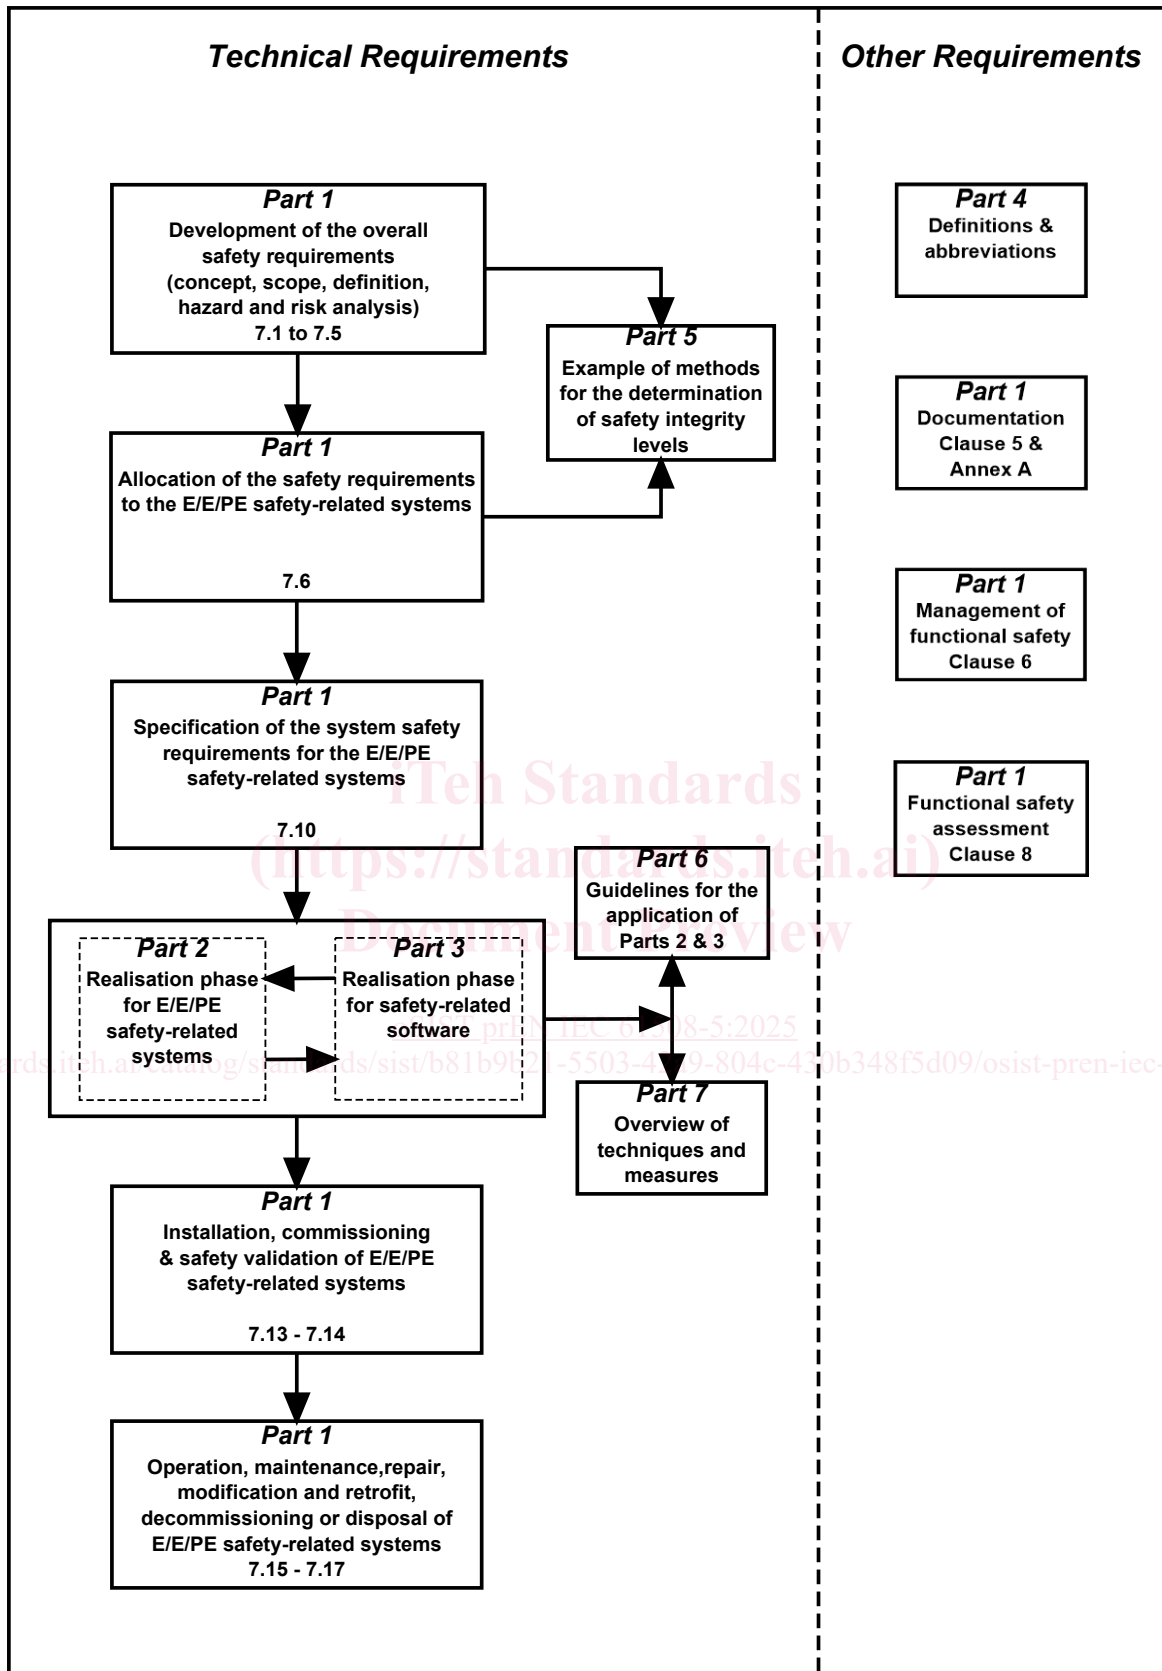 Technical Requirements
Other Requirements
Part 1
Development of the overall
safety requirements
(concept, scope, definition,
hazard and risk analysis)
7.1 to 7.5
Part 5
Example of methods
for the determination
of safety integrity
levels
Part 1
Allocation of the safety requirements
to the E/E/PE safety-related systems
7.6
Part 1
Specification of the system safety
requirements for the E/E/PE
safety-related systems
7.10
Part 6
Guidelines for the
application of
Parts 2 & 3
Part 2
Realisation phase
for E/E/PE
safety-related
systems
Part 3
Realisation phase
for safety-related
software
Part 7
Overview of
techniques and
measures
Part 1
Installation, commissioning
& safety validation of E/E/PE
safety-related systems
7.13 - 7.14
Part 1
Operation, maintenance,repair,
modification and retrofit,
decommissioning or disposal of
E/E/PE safety-related systems
7.15 - 7.17
Part 4
Definitions &
abbreviations
Part 1
Documentation
Clause 5 &
Annex A
Part 1
Management of
functional safety
Clause 6
Part 1
Functional safety
assessment
Clause 8
iTeh Standards
(https://standards.iteh.ai)
Document Preview
SIST prEN IEC 61508-5:2025